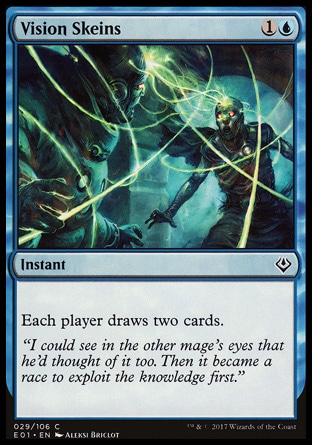 Vision Skeins 1
Instant
Each player draws two cards.
"I could see in the other mage's eyes that
he'd thought of it too. Then it became a
race to exploit the knowledge first."
029/106 C
E01 • EN Aleksi Briclot
™ & © 2017 Wizards of the Coast